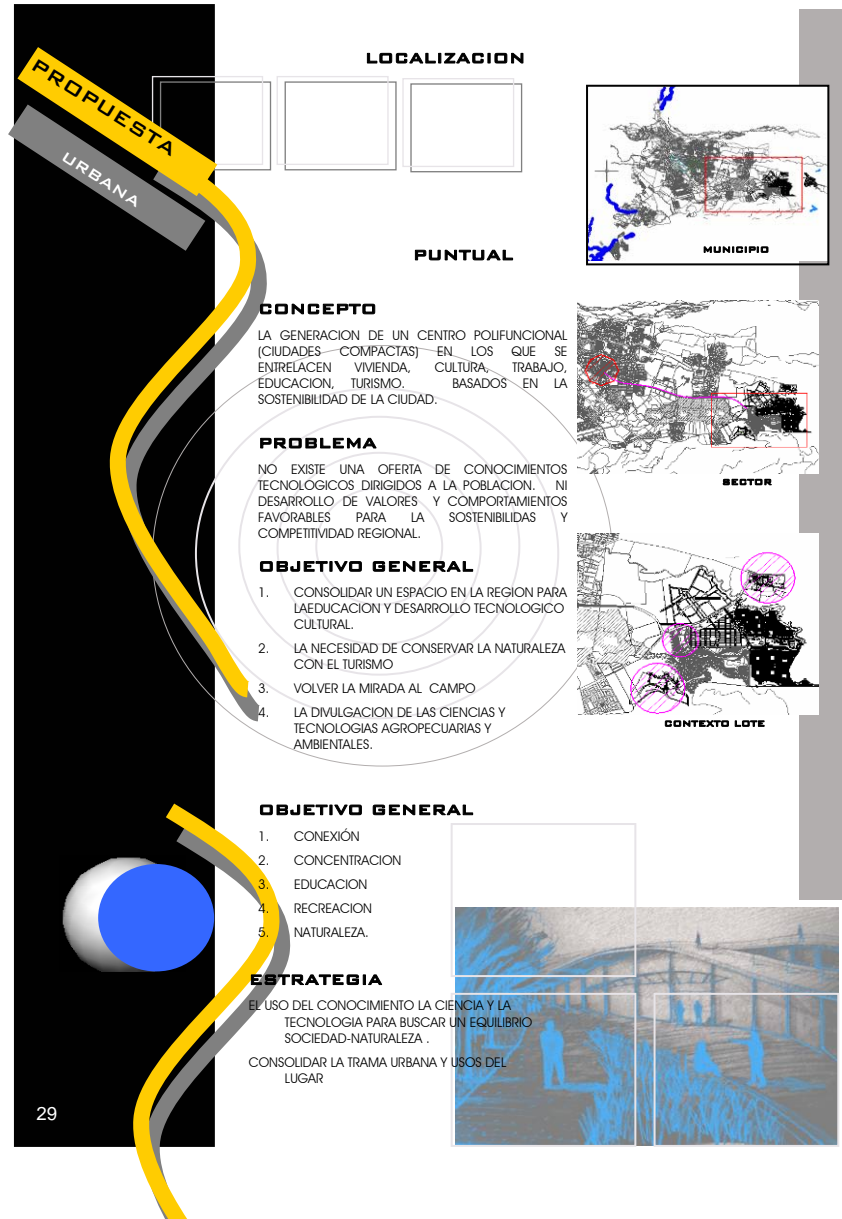 PROPUESTA
URBANA
LOCALIZACION
MUNICIPIO
PUNTUAL
CONCEPTO
LA GENERACION DE UN CENTRO POLIFUNCIONAL
(CIUDADES COMPACTAS) EN LOS QUE SE
ENTRELACEN VIVIENDA, CULTURA, TRABAJO,
EDUCACION, TURISMO. BASADOS EN LA
SOSTENIBILIDAD DE LA CIUDAD.
SECTOR
PROBLEMA
NO EXISTE UNA OFERTA DE CONOCIMIENTOS
TECNOLOGICOS DIRIGIDOS A LA POBLACION. NI
DESARROLLO DE VALORES Y COMPORTAMIENTOS
FAVORABLES PARA LA SOSTENIBILIDAS Y
COMPETITIVIDAD REGIONAL.
OBJETIVO GENERAL
1. CONSOLIDAR UN ESPACIO EN LA REGION PARA
LAEDUCACION Y DESARROLLO TECNOLOGICO
CULTURAL.
2. LA NECESIDAD DE CONSERVAR LA NATURALEZA
CON EL TURISMO
3. VOLVER LA MIRADA AL CAMPO
4. LA DIVULGACION DE LAS CIENCIAS Y
TECNOLOGIAS AGROPECUARIAS Y
AMBIENTALES.
CONTEXTO LOTE
OBJETIVO GENERAL
1. CONEXIÓN
2. CONCENTRACION
3. EDUCACION
4. RECREACION
5. NATURALEZA.
ESTRATEGIA
EL USO DEL CONOCIMIENTO LA CIENCIA Y LA
TECNOLOGIA PARA BUSCAR UN EQUILIBRIO
SOCIEDAD-NATURALEZA .
CONSOLIDAR LA TRAMA URBANA Y USOS DEL
LUGAR
29